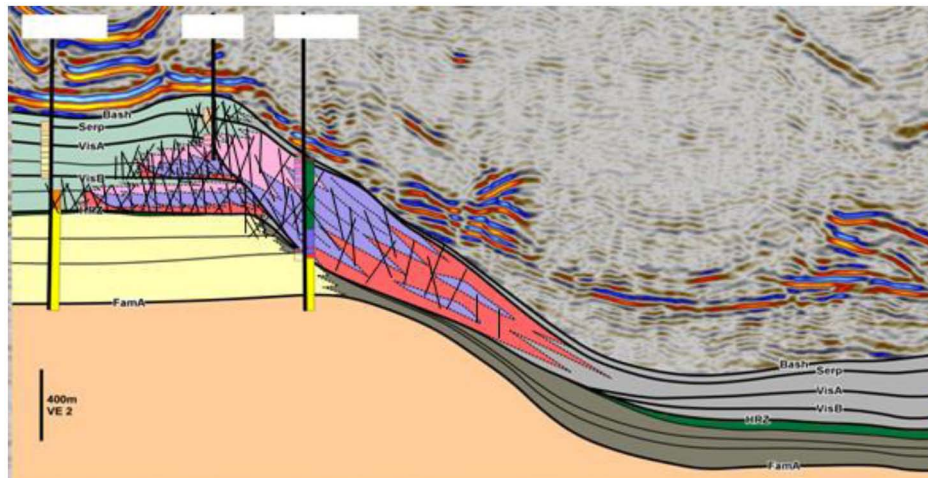 Bash
Serp
VisA
VisB
HRZ
FamA
400m
VE 2
Bash
Serp
VisA
VisB
HRZ
FamA